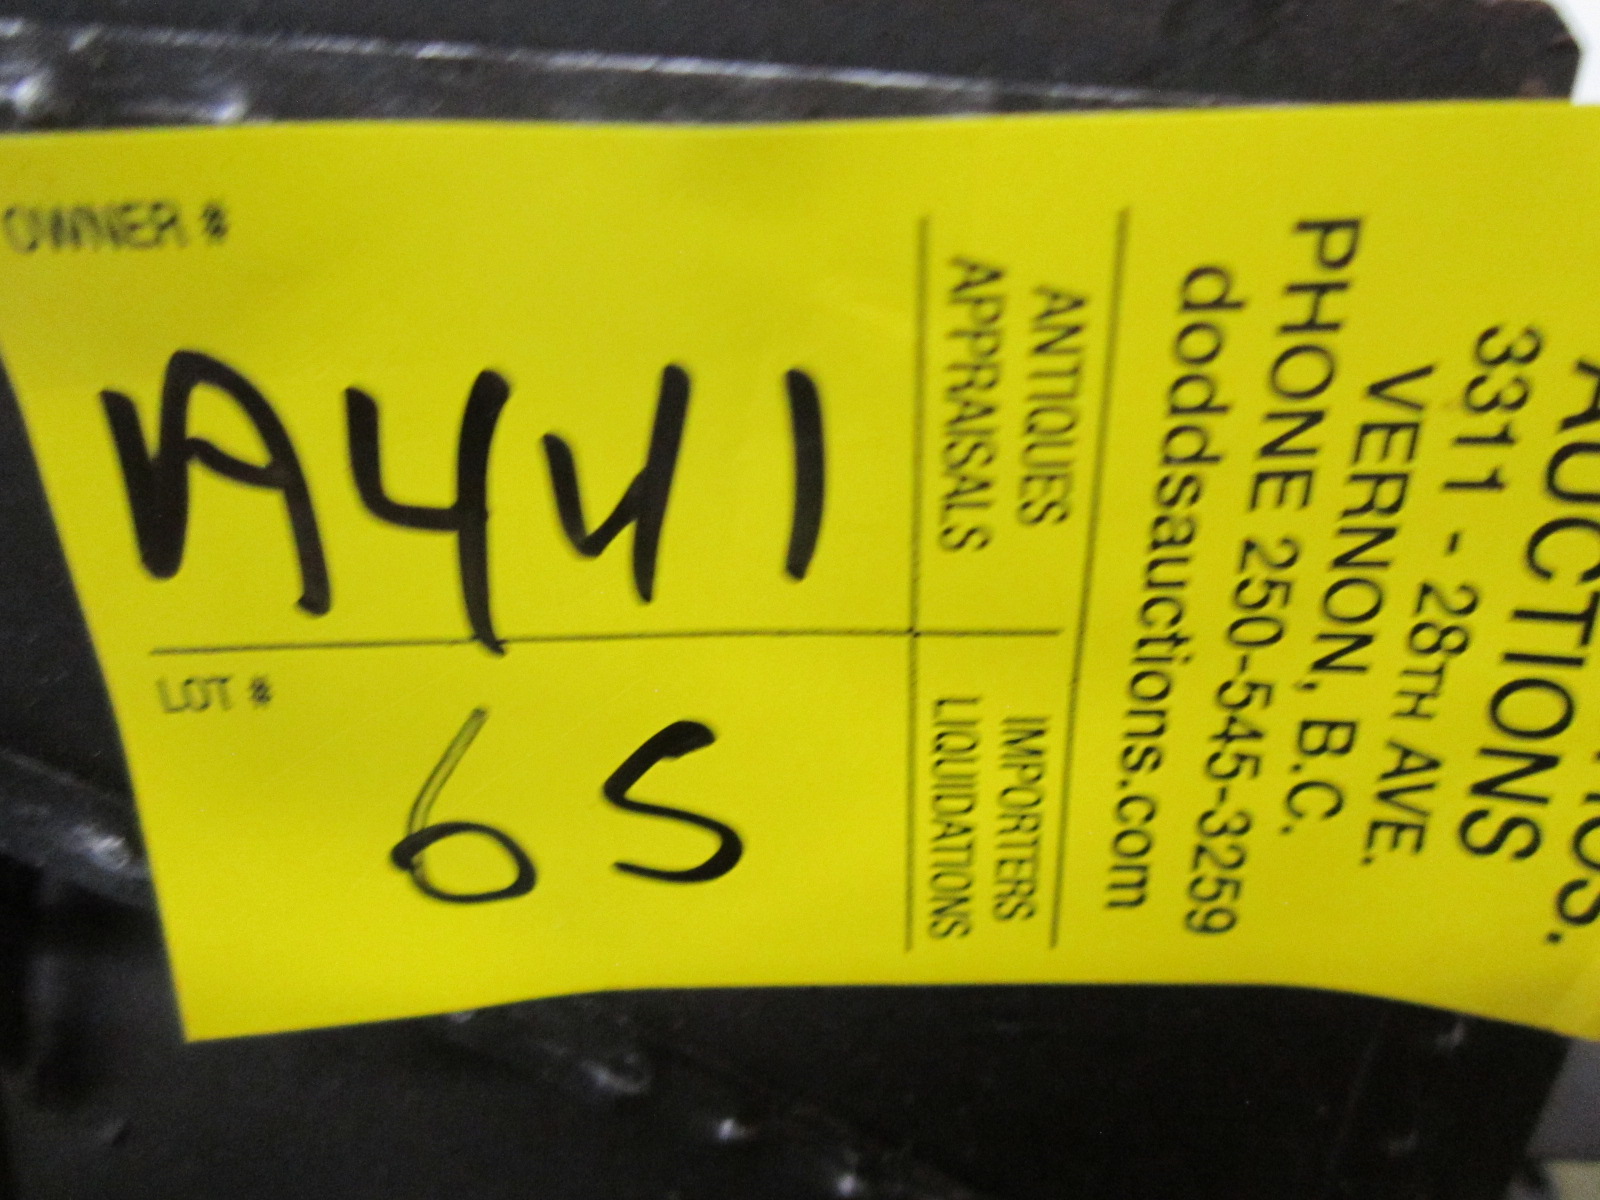 OWNER #
A441
LOT #
65
ANTIQUES
APPRAISALS
IMPORTERS
LIQUIDATIONS
AUCTIONS
3311 - 28TH AVE.
VERNON, B.C.
PHONE 250-545-3259
doddsauctions.com